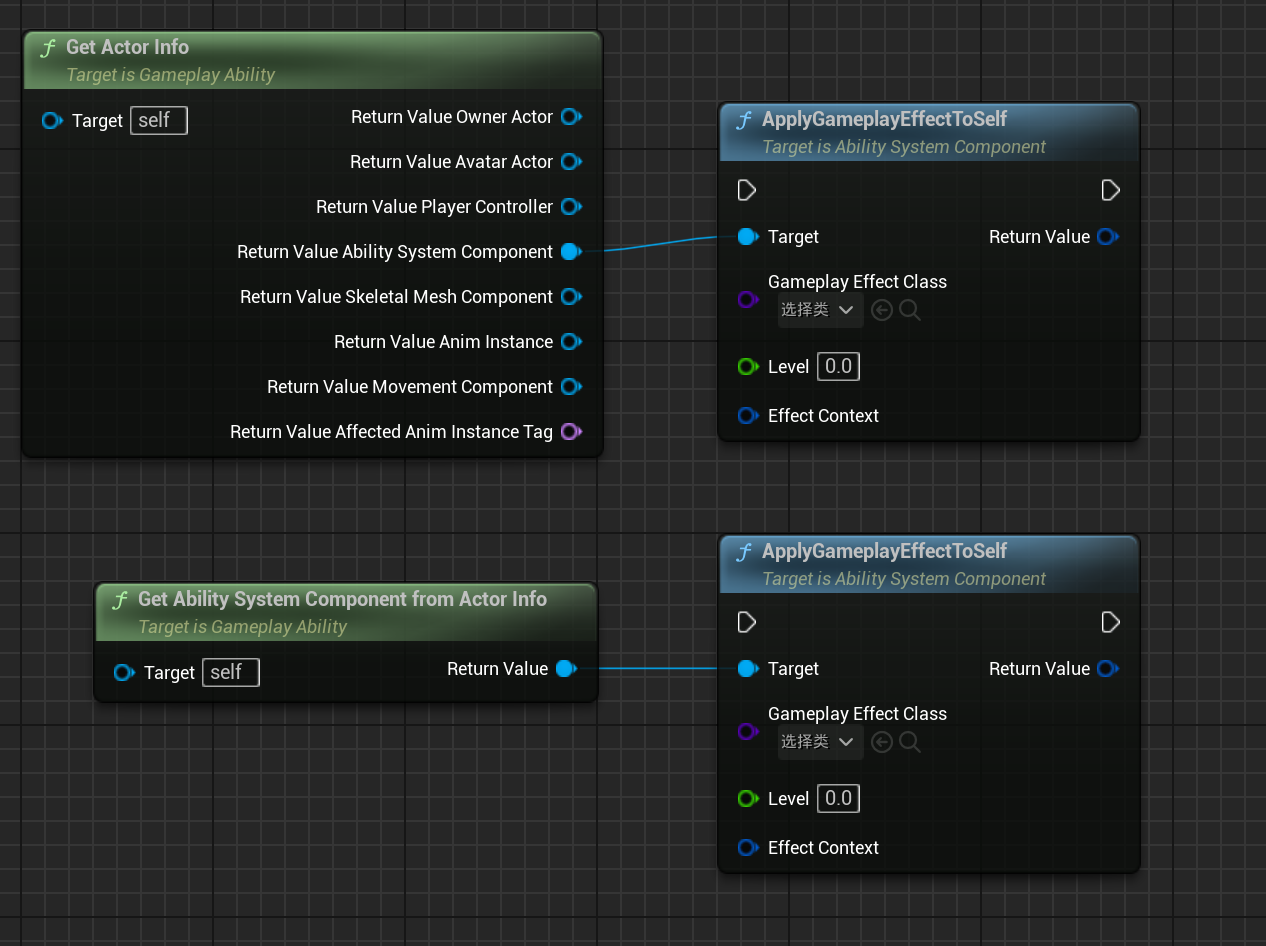 Get Actor Info
Target is Gameplay Ability
Target self
Return Value Owner Actor
Return Value Avatar Actor
Return Value Player Controller
Return Value Ability System Component
Return Value Skeletal Mesh Component
Return Value Anim Instance
Return Value Movement Component
Return Value Affected Anim Instance Tag
ApplyGameplayEffectToSelf
Target is Ability System Component
Target
Return Value
Gameplay Effect Class
选择类
Level 0.0
Effect Context
Get Ability System Component from Actor Info
Target is Gameplay Ability
Target self
Return Value
ApplyGameplayEffectToSelf
Target is Ability System Component
Target
Return Value
Gameplay Effect Class
选择类
Level 0.0
Effect Context